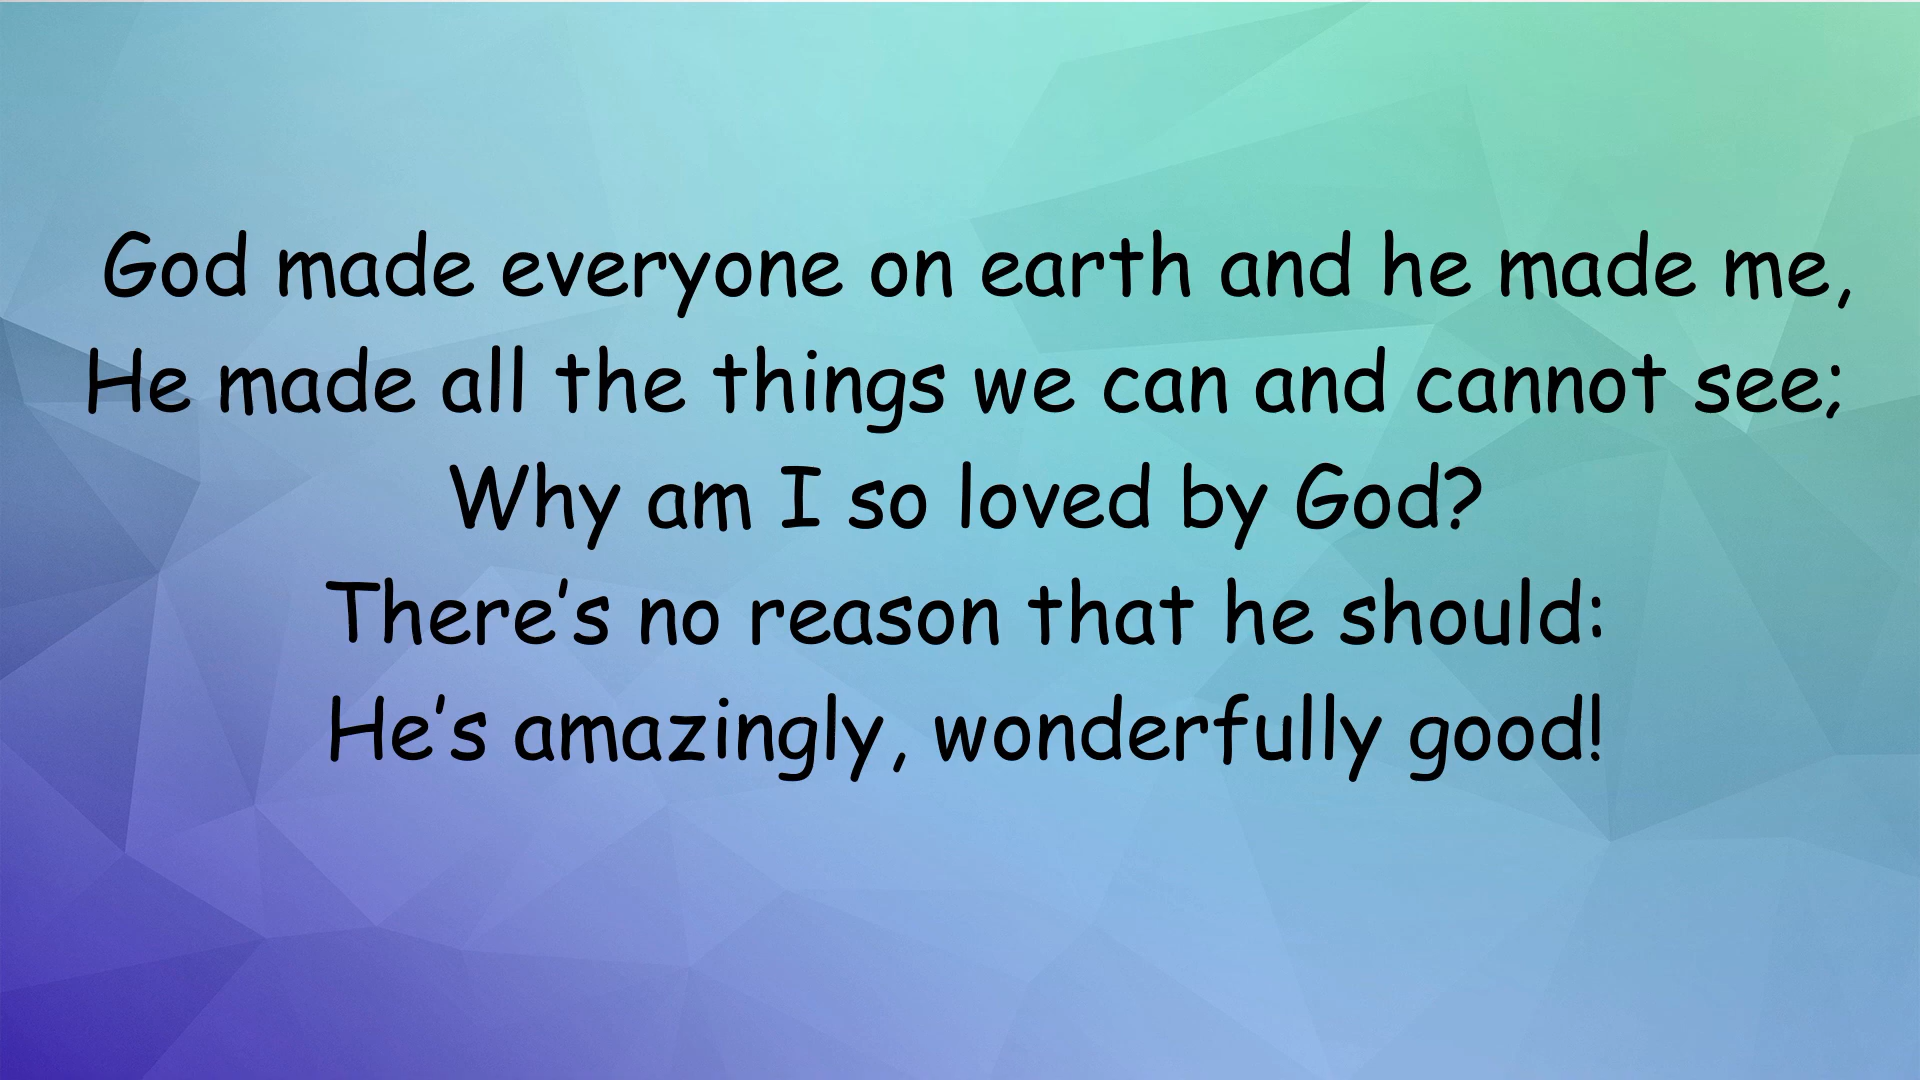 God made everyone on earth and he made me,
He made all the things we can and cannot see;
Why am I so loved by God?
There’s no reason that he should:
He’s amazingly, wonderfully good!